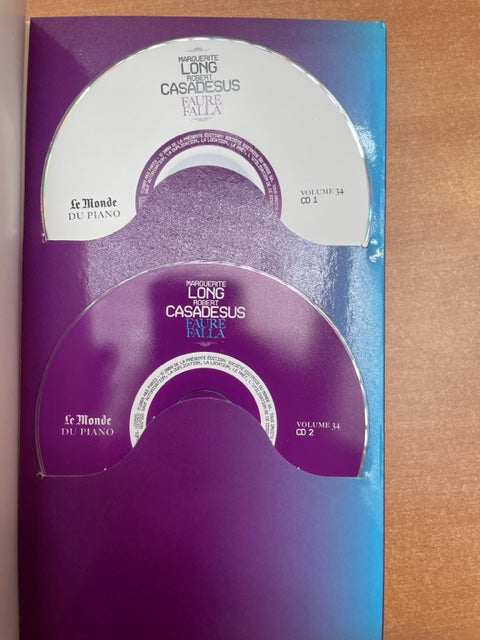 MARGUERITE
LONG
ROBERT
CASADESUS
FAURE
FALLA
Le Monde
DU PIANO
VOLUME 34
CD 1
MARGUERITE
LONG
ROBERT
CASADESUS
FAURE
FALLA
Le Monde
DU PIANO
VOLUME 34
CD 2